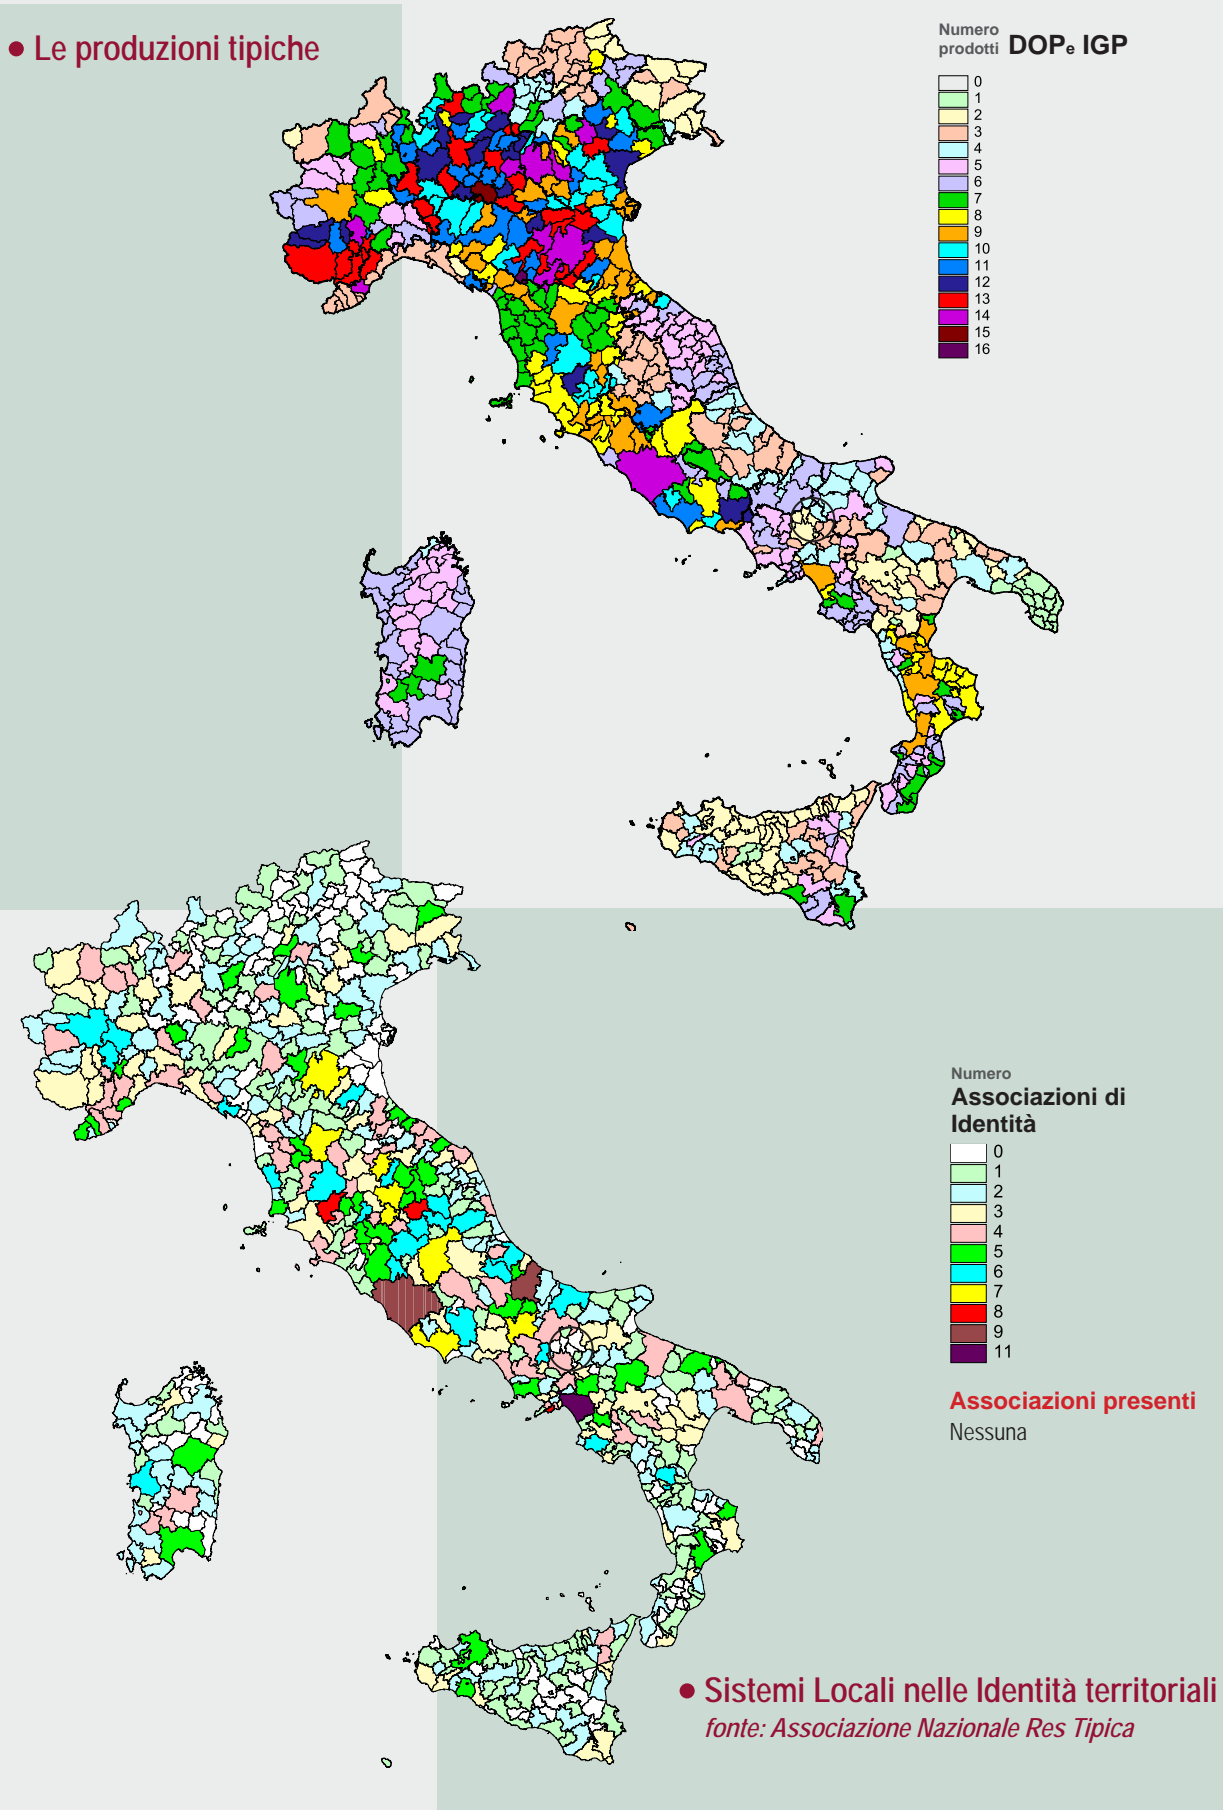 • Le produzioni tipiche
Numero
prodotti DOPe IGP
0
1
2
3
4
5
6
7
8
9
10
11
12
13
14
15
16
Numero
Associazioni di
Identità
0
1
2
3
4
5
6
7
8
9
11
Associazioni presenti
Nessuna
• Sistemi Locali nelle Identità territoriali
fonte: Associazione Nazionale Res Tipica